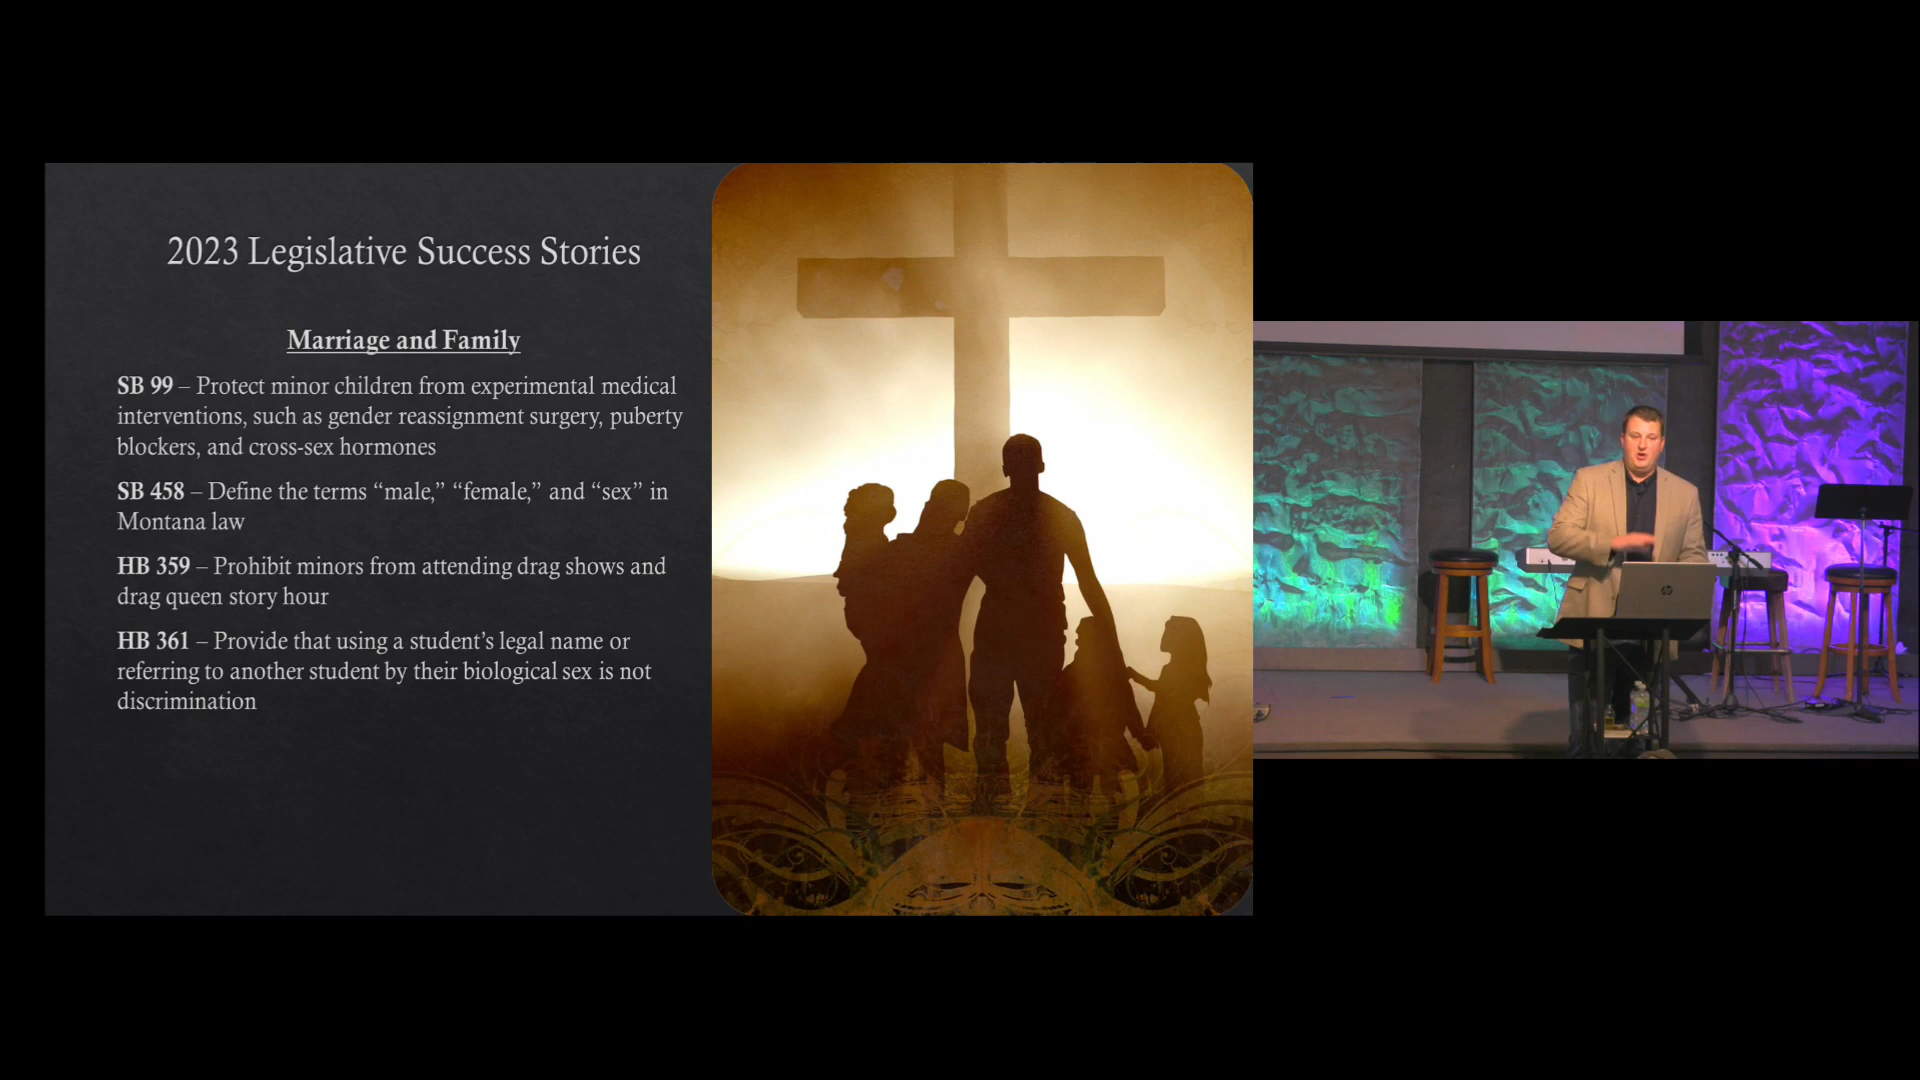 2023 Legislative Success Stories
Marriage and Family
SB 99 – Protect minor children from experimental medical
interventions, such as gender reassignment surgery, puberty
blockers, and cross-sex hormones
SB 458 – Define the terms “male,” “female,” and “sex” in
Montana law
HB 359 – Prohibit minors from attending drag shows and
drag queen story hour
HB 361 – Provide that using a student’s legal name or
referring to another student by their biological sex is not
discrimination
hp